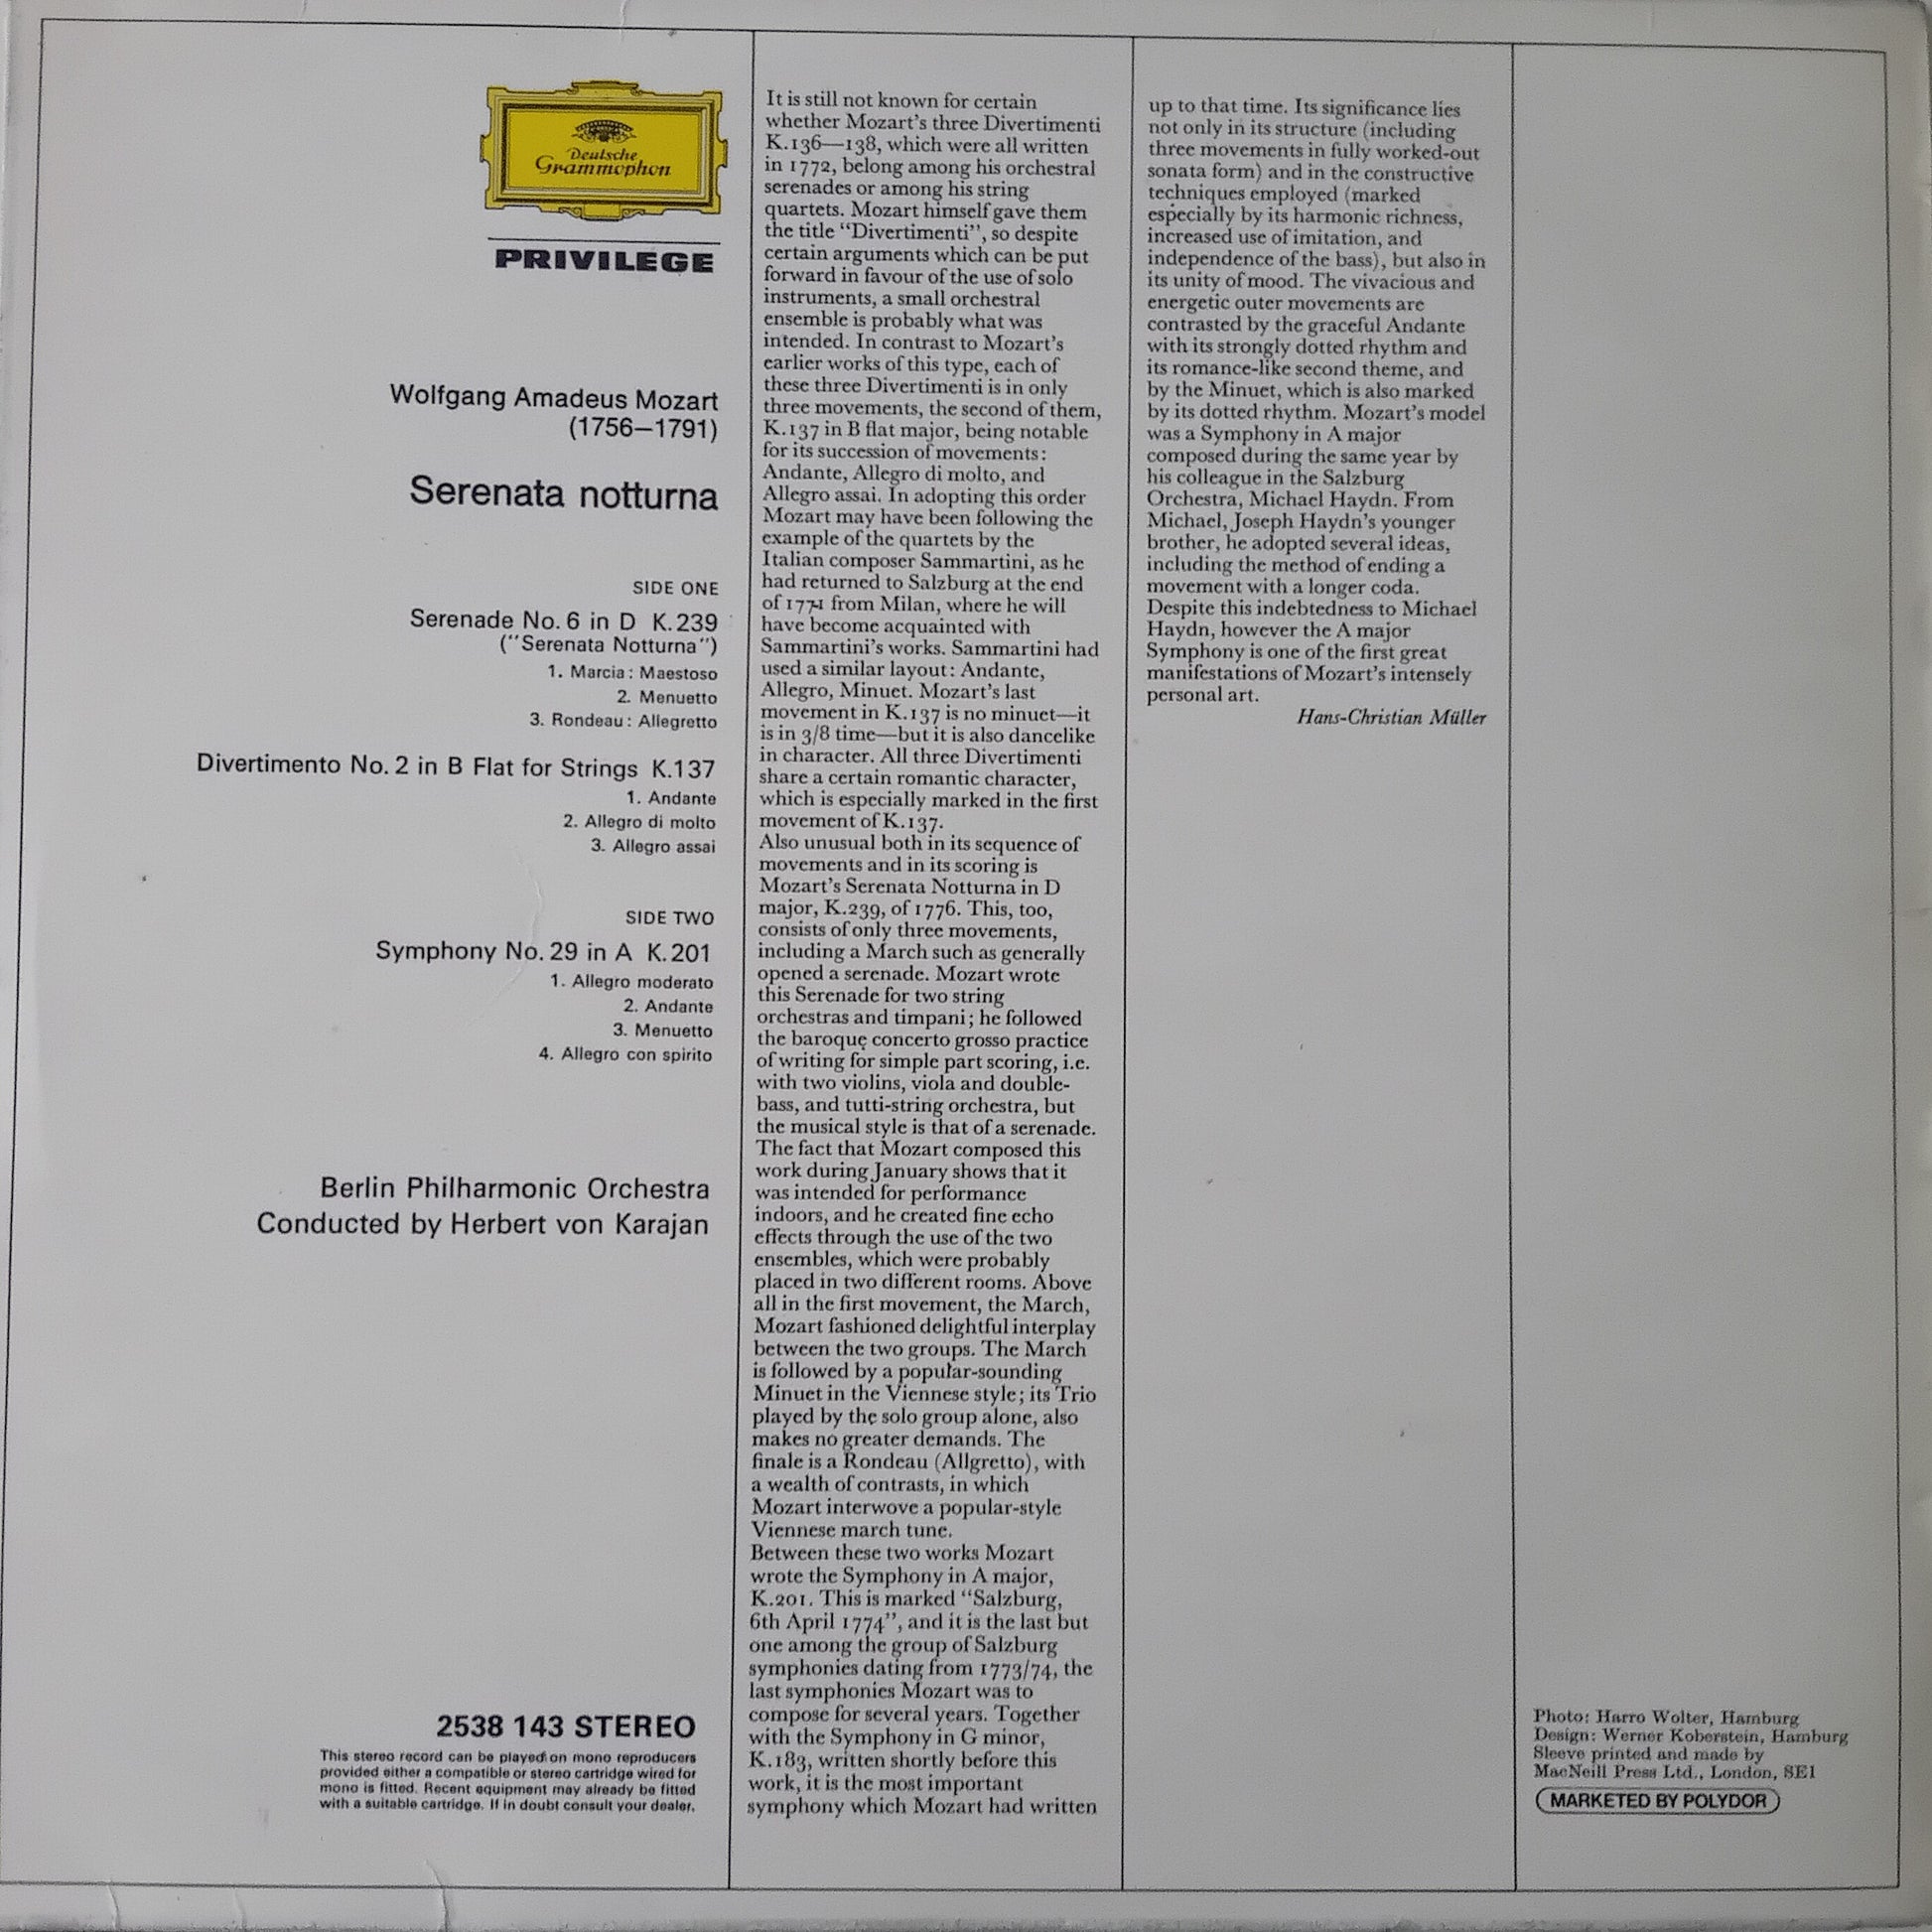 Deutsche
Grammophon
PRIVILEGE
Wolfgang Amadeus Mozart
(1756–1791)
Serenata notturna
SIDE ONE
Serenade No. 6 in D K.239
(''Serenata Notturna'')
1. Marcia: Maestoso
2. Menuetto
3. Rondeau: Allegretto
Divertimento No. 2 in B Flat for Strings K.137
1. Andante
2. Allegro di molto
3. Allegro assai
SIDE TWO
Symphony No. 29 in A K.201
1. Allegro moderato
2. Andante
3. Menuetto
4. Allegro con spirito
Berlin Philharmonic Orchestra
Conducted by Herbert von Karajan
2538 143 STEREO
This stereo record can be played on mono reproducers
provided either a compatible or stereo cartridge wired for
mono is fitted. Recent equipment may already be fitted
with a suitable cartridge. If in doubt consult your dealer.
It is still not known for certain
whether Mozart's three Divertimenti
K.136—138, which were all written
in 1772, belong among his orchestral
serenades or among his string
quartets. Mozart himself gave them
the title "Divertimenti", so despite
certain arguments which can be put
forward in favour of the use of solo
instruments, a small orchestral
ensemble is probably what was
intended. In contrast to Mozart's
earlier works of this type, each of
these three Divertimenti is in only
three movements, the second of them,
K.137 in B flat major, being notable
for its succession of movements:
Andante, Allegro di molto, and
Allegro assai. In adopting this order
Mozart may have been following the
example of the quartets by the
Italian composer Sammartini, as he
had returned to Salzburg at the end
of 1771 from Milan, where he will
have become acquainted with
Sammartini's works. Sammartini had
used a similar layout: Andante,
Allegro, Minuet. Mozart's last
movement in K.137 is no minuet—it
is in 3/8 time—but it is also dancelike
in character. All three Divertimenti
share a certain romantic character,
which is especially marked in the first
movement of K.137.
Also unusual both in its sequence of
movements and in its scoring is
Mozart's Serenata Notturna in D
major, K.239, of 1776. This, too,
consists of only three movements,
including a March such as generally
opened a serenade. Mozart wrote
this Serenade for two string
orchestras and timpani; he followed
the baroque concerto grosso practice
of writing for simple part scoring, i.e.
with two violins, viola and double-
bass, and tutti-string orchestra, but
the musical style is that of a serenade.
The fact that Mozart composed this
work during January shows that it
was intended for performance
indoors, and he created fine echo
effects through the use of the two
ensembles, which were probably
placed in two different rooms. Above
all in the first movement, the March,
Mozart fashioned delightful interplay
between the two groups. The March
is followed by a popular-sounding
Minuet in the Viennese style; its Trio
played by the solo group alone, also
makes no greater demands. The
finale is a Rondeau (Allgretto), with
a wealth of contrasts, in which
Mozart interwove a popular-style
Viennese march tune.
Between these two works Mozart
wrote the Symphony in A major,
K.201. This is marked "Salzburg,
6th April 1774", and it is the last but
one among the group of Salzburg
symphonies dating from 1773/74, the
last symphonies Mozart was to
compose for several years. Together
with the Symphony in G minor,
K.183, written shortly before this
work, it is the most important
symphony which Mozart had written
up to that time. Its significance lies
not only in its structure (including
three movements in fully worked-out
sonata form) and in the constructive
techniques employed (marked
especially by its harmonic richness,
increased use of imitation, and
independence of the bass), but also in
its unity of mood. The vivacious and
energetic outer movements are
contrasted by the graceful Andante
with its strongly dotted rhythm and
its romance-like second theme, and
by the Minuet, which is also marked
by its dotted rhythm. Mozart's model
was a Symphony in A major
composed during the same year by
his colleague in the Salzburg
Orchestra, Michael Haydn. From
Michael, Joseph Haydn's younger
brother, he adopted several ideas,
including the method of ending a
movement with a longer coda.
Despite this indebtedness to Michael
Haydn, however the A major
Symphony is one of the first great
manifestations of Mozart's intensely
personal art.
Hans-Christian Müller
Photo: Harro Wolter, Hamburg
Design: Werner Koberstein, Hamburg
Sleeve printed and made by
MacNeill Press Ltd., London, SE1
MARKETED BY POLYDOR